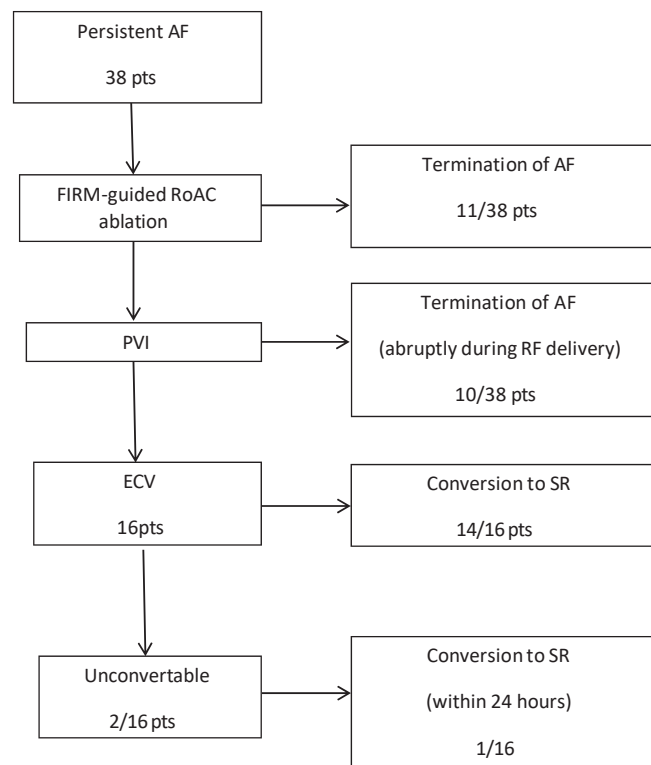 Persistent AF
38 pts
FIRM-guided RoAC
ablation
Termination of AF
11/38 pts
PVI
Termination of AF
(abruptly during RF delivery)
10/38 pts
ECV
16pts
Conversion to SR
14/16 pts
Unconvertable
2/16 pts
Conversion to SR
(within 24 hours)
1/16